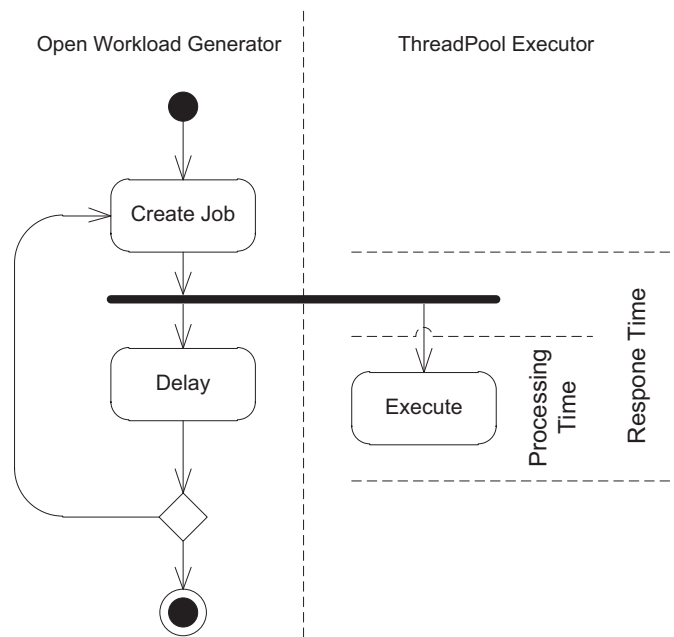 Open Workload Generator
ThreadPool Executor
Create Job
Delay
Execute
Processing
Time
Respone Time